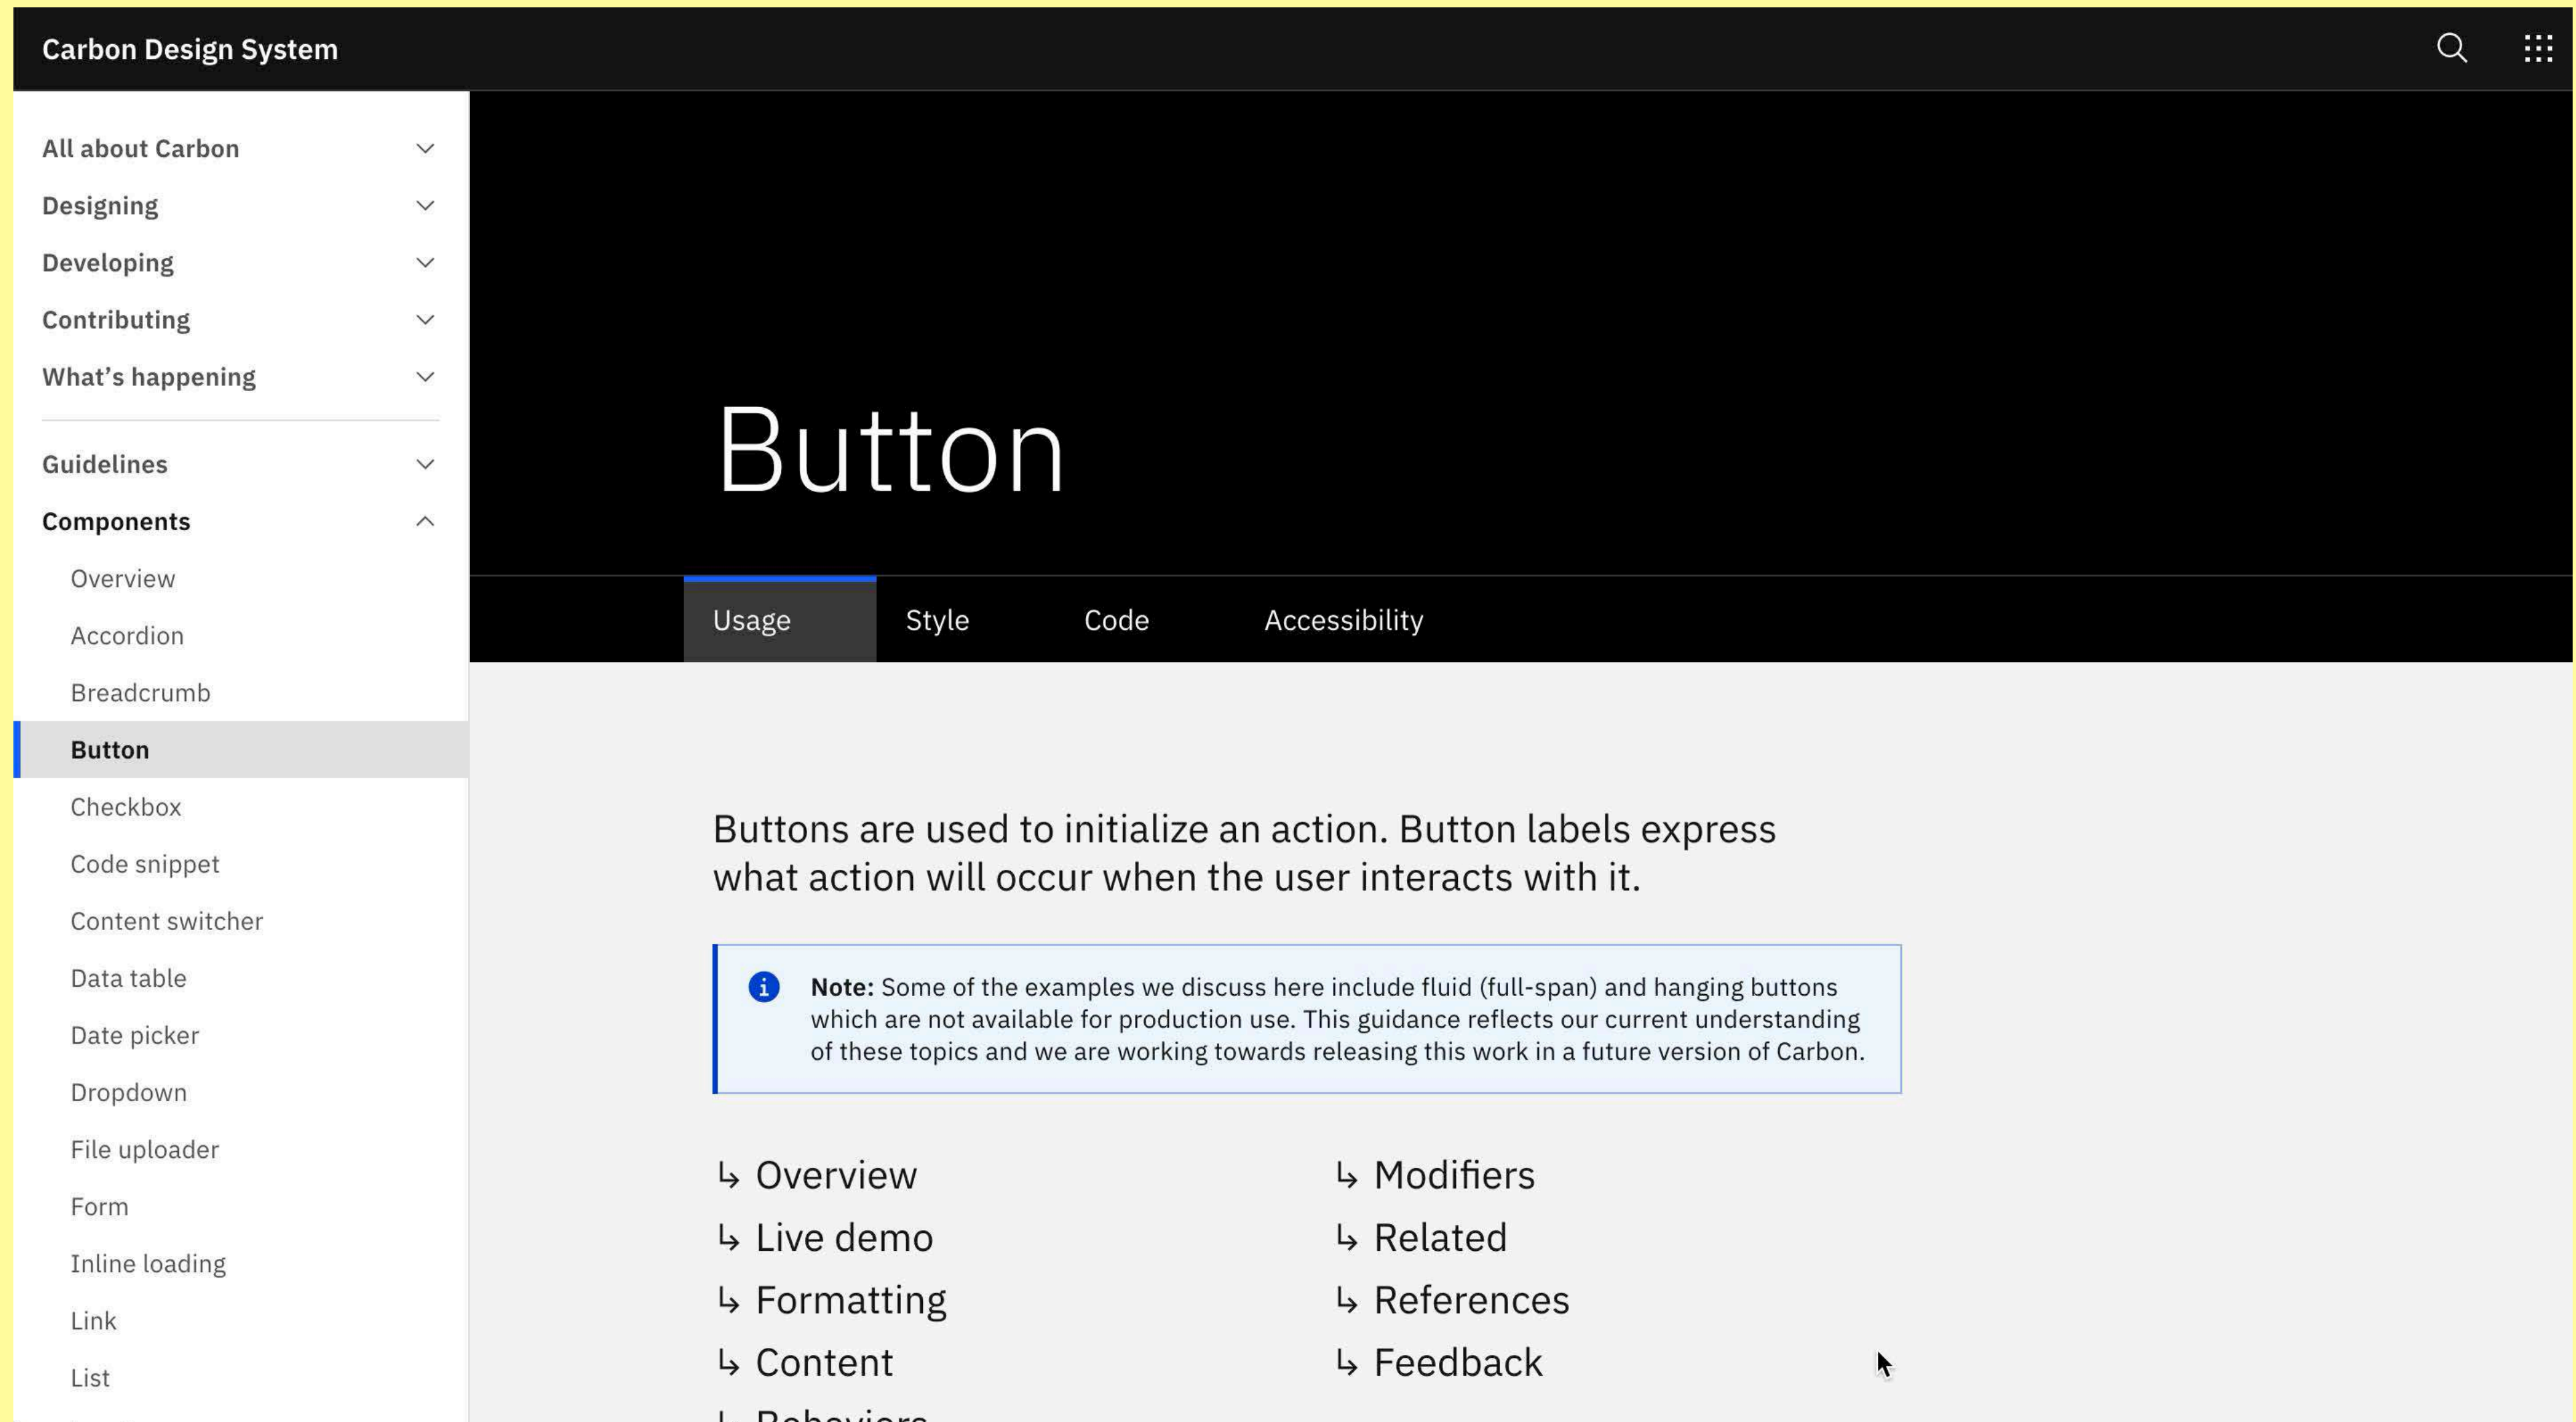 Carbon Design System
All about Carbon
Designing
Developing
Contributing
What’s happening
Guidelines
Components
Overview
Accordion
Breadcrumb
Button
Checkbox
Code snippet
Content switcher
Data table
Date picker
Dropdown
File uploader
Form
Inline loading
Link
List
Button
Usage
Style
Code
Accessibility
Buttons are used to initialize an action. Button labels express
what action will occur when the user interacts with it.
Note: Some of the examples we discuss here include fluid (full-span) and hanging buttons
which are not available for production use. This guidance reflects our current understanding
of these topics and we are working towards releasing this work in a future version of Carbon.
↳ Overview
↳ Live demo
↳ Formatting
↳ Content
↳ Behaviors
↳ Modifiers
↳ Related
↳ References
↳ Feedback